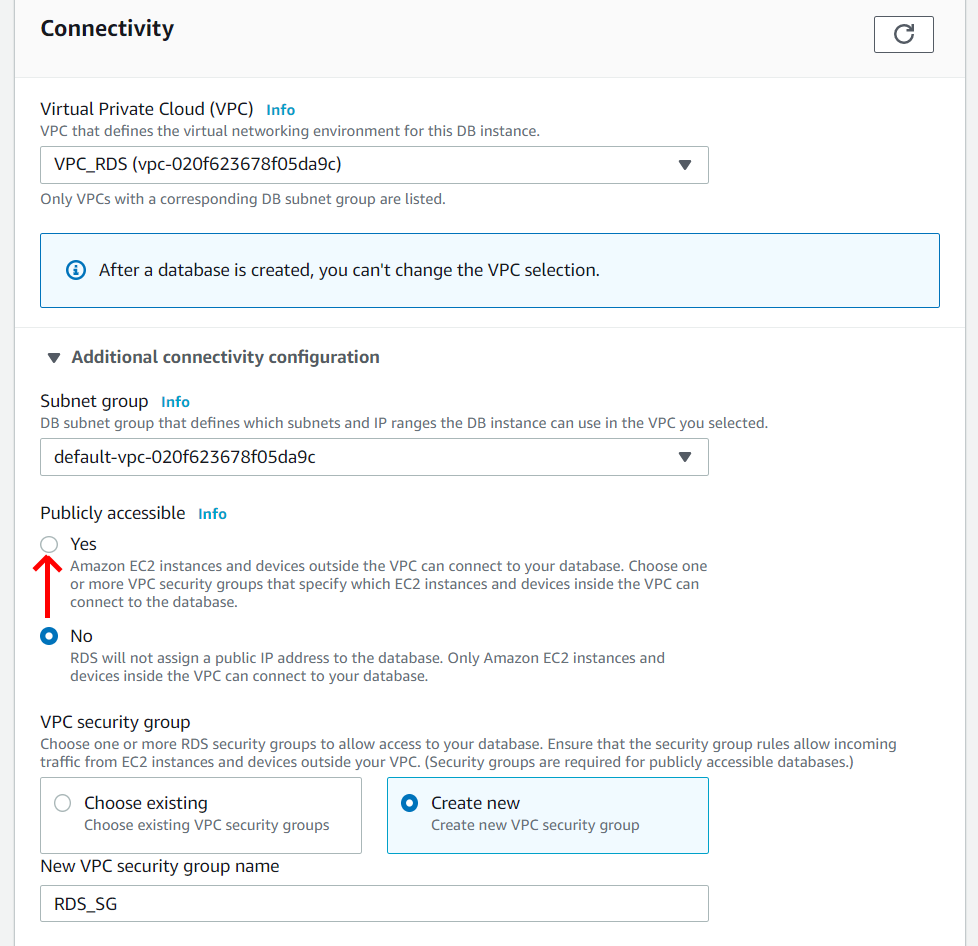 Connectivity
Virtual Private Cloud (VPC) Info
VPC that defines the virtual networking environment for this DB instance.
VPC_RDS (vpc-020f623678f05da9c)
Only VPCs with a corresponding DB subnet group are listed.
After a database is created, you can't change the VPC selection.
Additional connectivity configuration
Subnet group Info
DB subnet group that defines which subnets and IP ranges the DB instance can use in the VPC you selected.
default-vpc-020f623678f05da9c
Publicly accessible Info
Yes
Amazon EC2 instances and devices outside the VPC can connect to your database. Choose one
or more VPC security groups that specify which EC2 instances and devices inside the VPC can
connect to the database.
No
RDS will not assign a public IP address to the database. Only Amazon EC2 instances and
devices inside the VPC can connect to your database.
VPC security group
Choose one or more RDS security groups to allow access to your database. Ensure that the security group rules allow incoming
traffic from EC2 instances and devices outside your VPC. (Security groups are required for publicly accessible databases.)
Choose existing
Choose existing VPC security groups
Create new
Create new VPC security group
New VPC security group name
RDS_SG